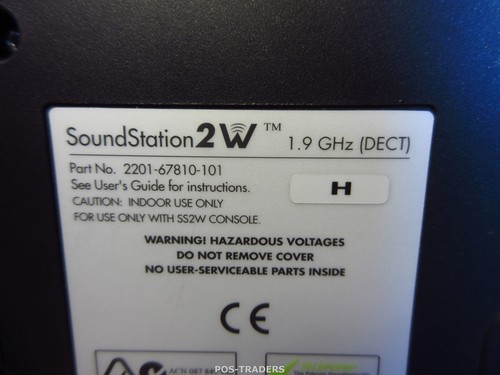 SoundStation2W™ 1.9 GHz (DECT)
Part No. 2201-67810-101
See User's Guide for instructions.
CAUTION: INDOOR USE ONLY
FOR USE ONLY WITH SS2W CONSOLE.
H
WARNING! HAZARDOUS VOLTAGES
DO NOT REMOVE COVER
NO USER-SERVICEABLE PARTS INSIDE
CE
ACN 087
POS-TRADERS